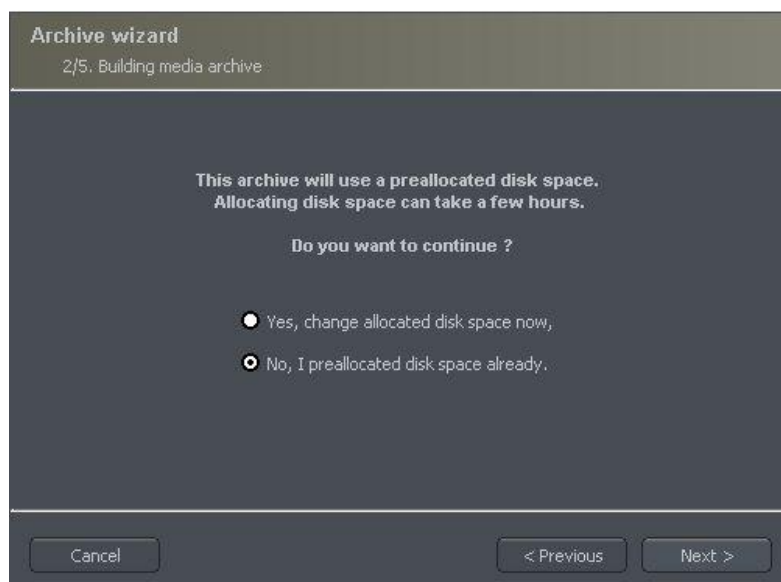 Archive wizard
2/5. Building media archive
This archive will use a preallocated disk space.
Allocating disk space can take a few hours.
Do you want to continue ?
Yes, change allocated disk space now,
No, I preallocated disk space already.
Cancel
< Previous
Next >